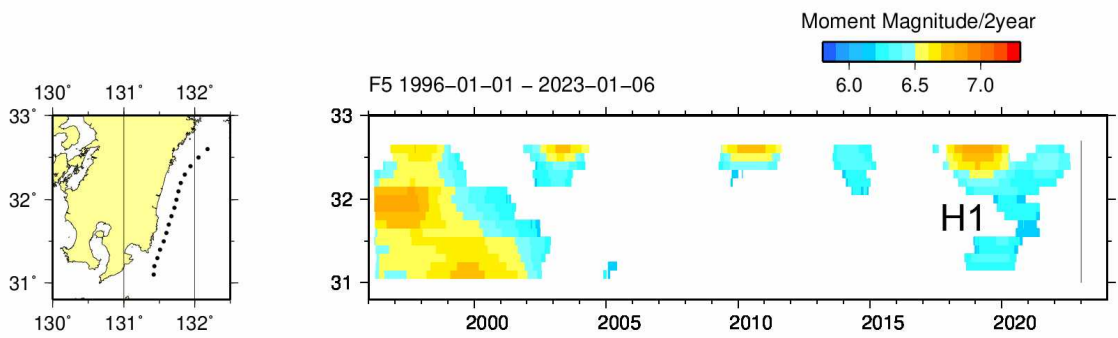 Moment Magnitude/2year
6.0 6.5 7.0
F5 1996−01−01 − 2023−01−06
130˚ 131˚ 132˚
33˚ 33
32˚ 32
31˚ 31
H1
130˚ 131˚ 132˚
2000 2005 2010 2015 2020